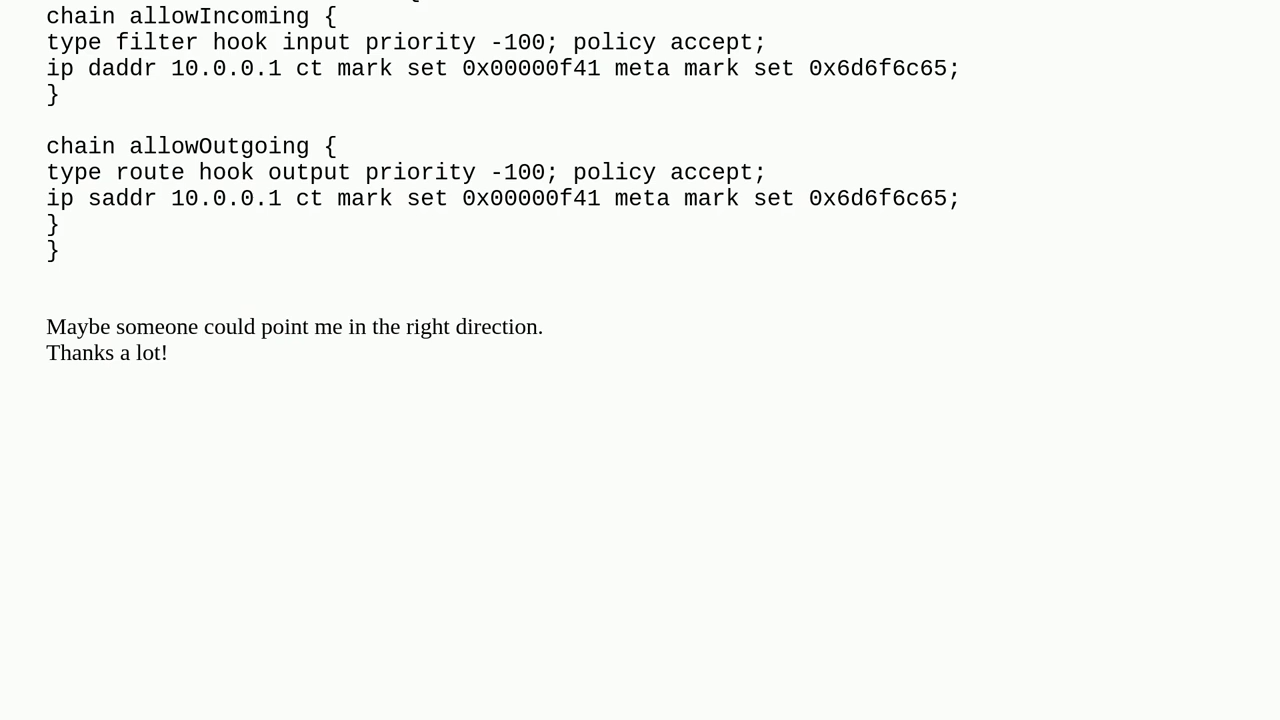 chain allowIncoming {
type filter hook input priority -100; policy accept;
ip daddr 10.0.0.1 ct mark set 0x00000f41 meta mark set 0x6d6f6c65;
}
chain allowOutgoing {
type route hook output priority -100; policy accept;
ip saddr 10.0.0.1 ct mark set 0x00000f41 meta mark set 0x6d6f6c65;
}
}
Maybe someone could point me in the right direction.
Thanks a lot!